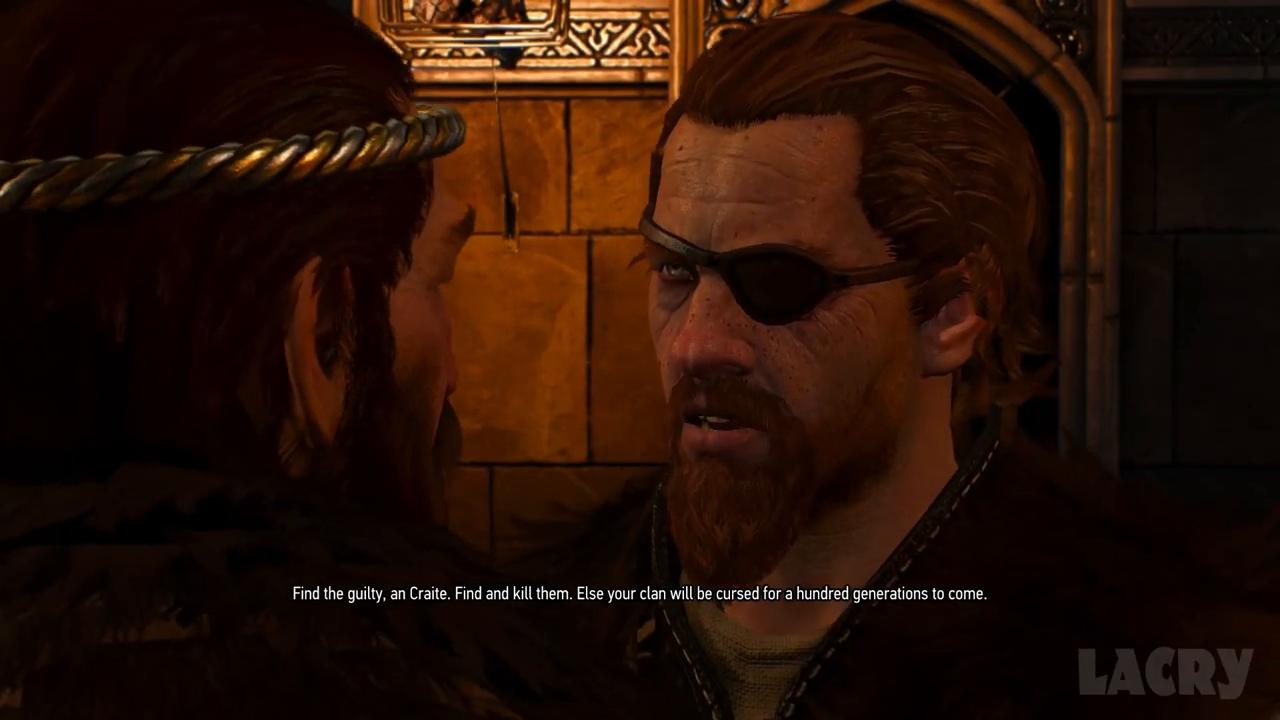 Find the guilty, an Craite. Find and kill them. Else your clan will be cursed for a hundred generations to come.
LACRY